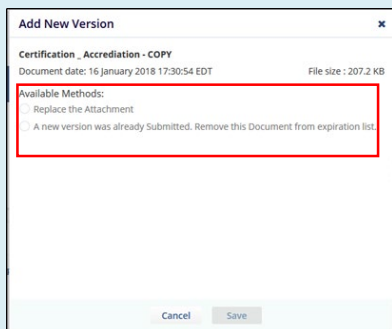 Add New Version ×
Certification _ Accrediation - COPY
Document date: 16 January 2018 17:30:54 EDT File size : 207.2 KB
Available Methods:
Replace the Attachment
A new version was already Submitted. Remove this Document from expiration list.
Cancel Save